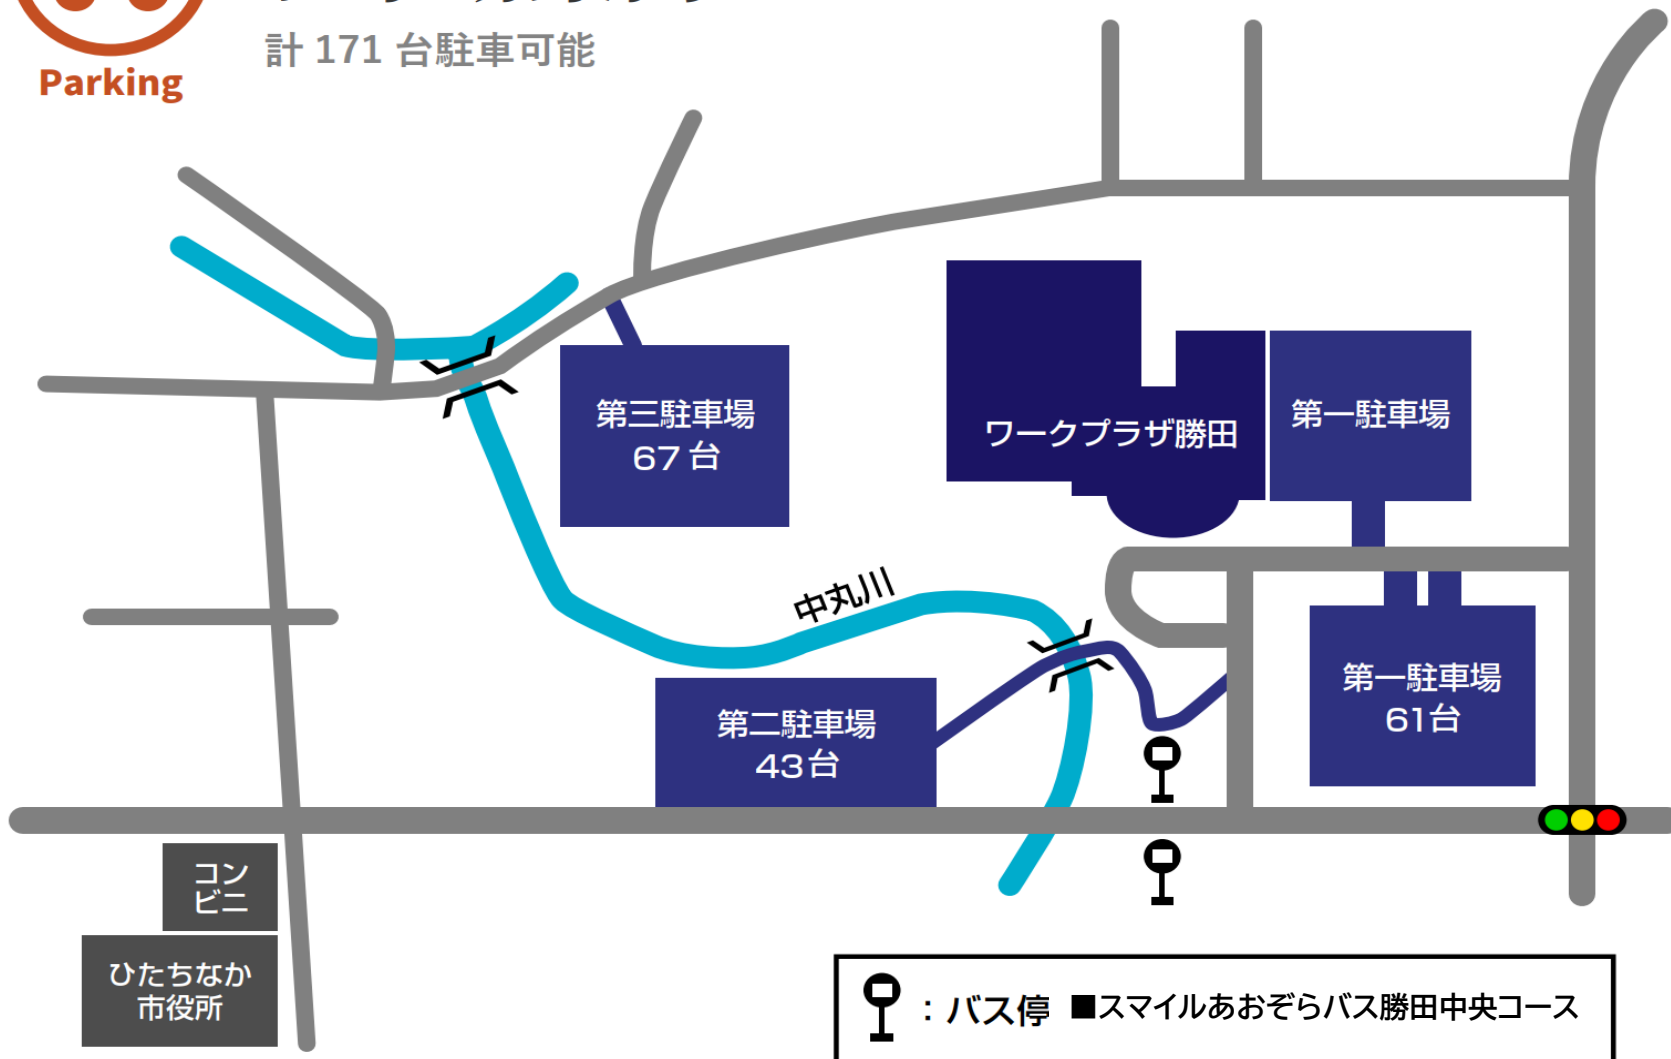 計 171 台駐車可能
Parking
第三駐車場
67 台
ワークプラザ勝田
第一駐車場
中丸川
第一駐車場
61台
第二駐車場
43台
コン
ビニ
ひたちなか
市役所
：バス停 ■スマイルあおぞらバス勝田中央コース